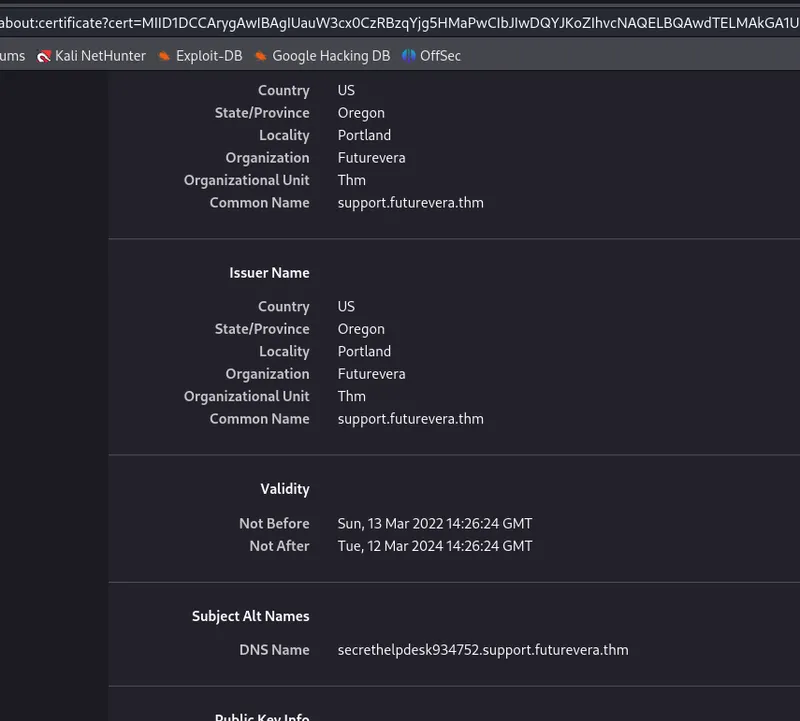 about:certificate?cert=MIID1DCCArygAwIBAgIUauW3cx0CzRBzqYjg5HMaPwCIbJIwDQYJKoZIhvcNAQELBQAwdTELMAkGA1U
ums Kali NetHunter Exploit-DB Google Hacking DB OffSec
Country US
State/Province Oregon
Locality Portland
Organization Futurevera
Organizational Unit Thm
Common Name support.futurevera.thm
Issuer Name
Country US
State/Province Oregon
Locality Portland
Organization Futurevera
Organizational Unit Thm
Common Name support.futurevera.thm
Validity
Not Before Sun, 13 Mar 2022 14:26:24 GMT
Not After Tue, 12 Mar 2024 14:26:24 GMT
Subject Alt Names
DNS Name secrethelpdesk934752.support.futurevera.thm
Public Key Info